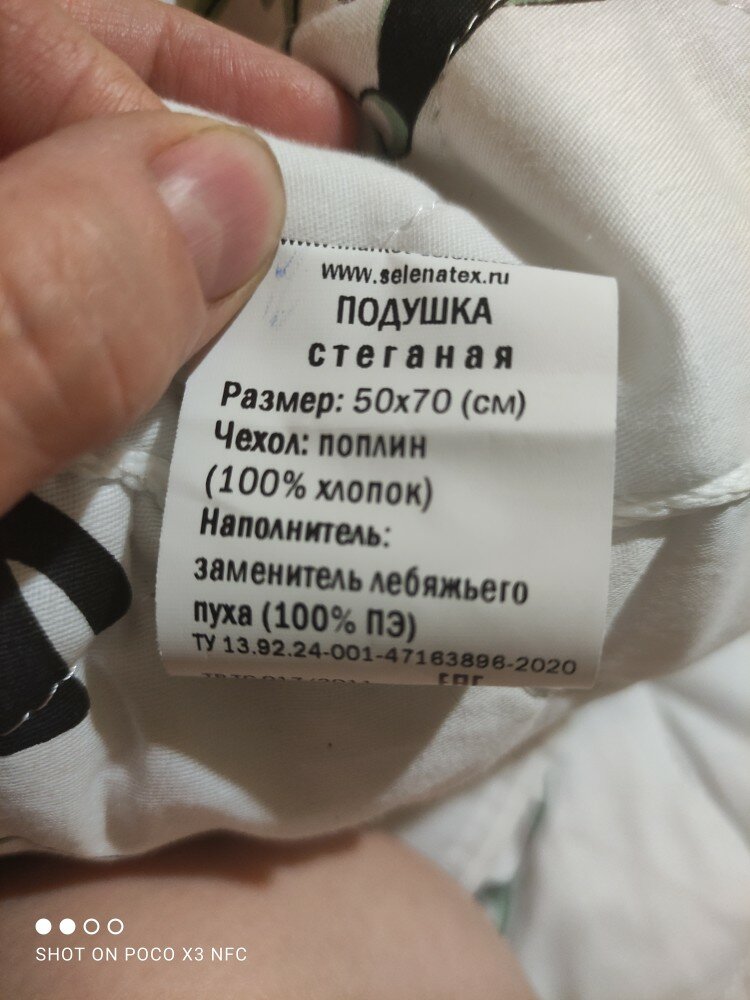 www.selenatex.ru
ПОДУШКА
стеганая
Размер: 50х70 (см)
Чехол: поплин
(100% хлопок)
Наполнитель:
заменитель лебяжьего
пуха (100% ПЭ)
ТУ 13.92.24-001-47163896-2020
SHOT ON POCO X3 NFC